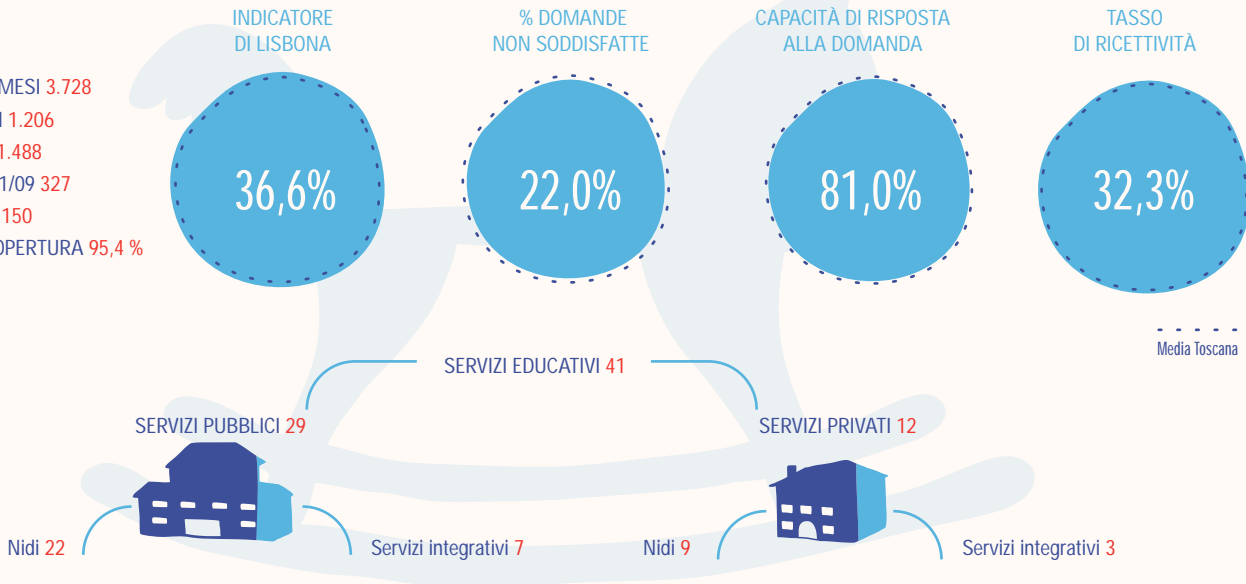 INDICATORE
DI LISBONA
% DOMANDE
NON SODDISFATTE
CAPACITÀ DI RISPOSTA
ALLA DOMANDA
TASSO
DI RICETTIVITÀ
MESI 3.728
1.206
1.488
1/09 327
150
OPERTURA 95,4 %
36,6%
22,0%
81,0%
32,3%
Media Toscana
SERVIZI EDUCATIVI 41
SERVIZI PUBBLICI 29
SERVIZI PRIVATI 12
Nidi 22
Servizi integrativi 7
Nidi 9
Servizi integrativi 3